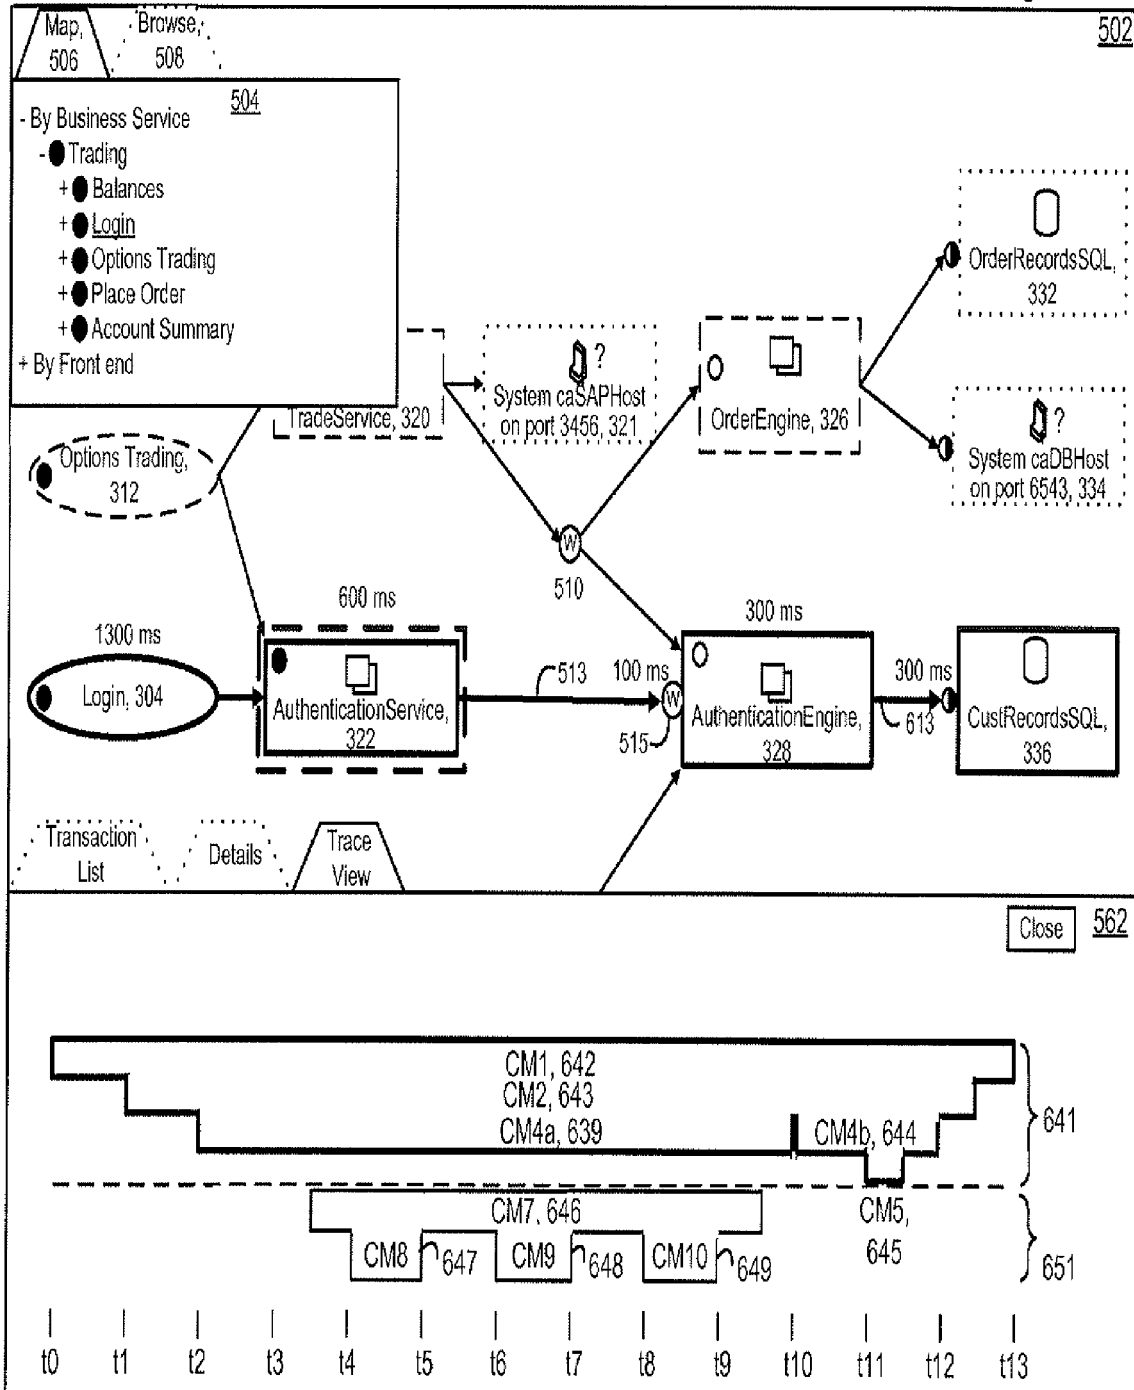 Map,
506
Browse,
508
502
504
- By Business Service
- Trading
+ Balances
+ Login
+ Options Trading
+ Place Order
+ Account Summary
+ By Front end
TradeService, 320
?
System caSAPHost
on port 3456, 321
OrderEngine, 326
OrderRecordsSQL,
332
?
System caDBHost
on port 6543, 334
Options Trading,
312
W
510
1300 ms
Login, 304
600 ms
AuthenticationService,
322
513
100 ms
W
515
300 ms
AuthenticationEngine,
328
300 ms
613
CustRecordsSQL,
336
Transaction
List
Details
Trace
View
Close
562
CM1, 642
CM2, 643
CM4a, 639
CM4b, 644
641
CM5,
645
CM7, 646
CM8
647
CM9
648
CM10
649
651
t0 t1 t2 t3 t4 t5 t6 t7 t8 t9 t10 t11 t12 t13